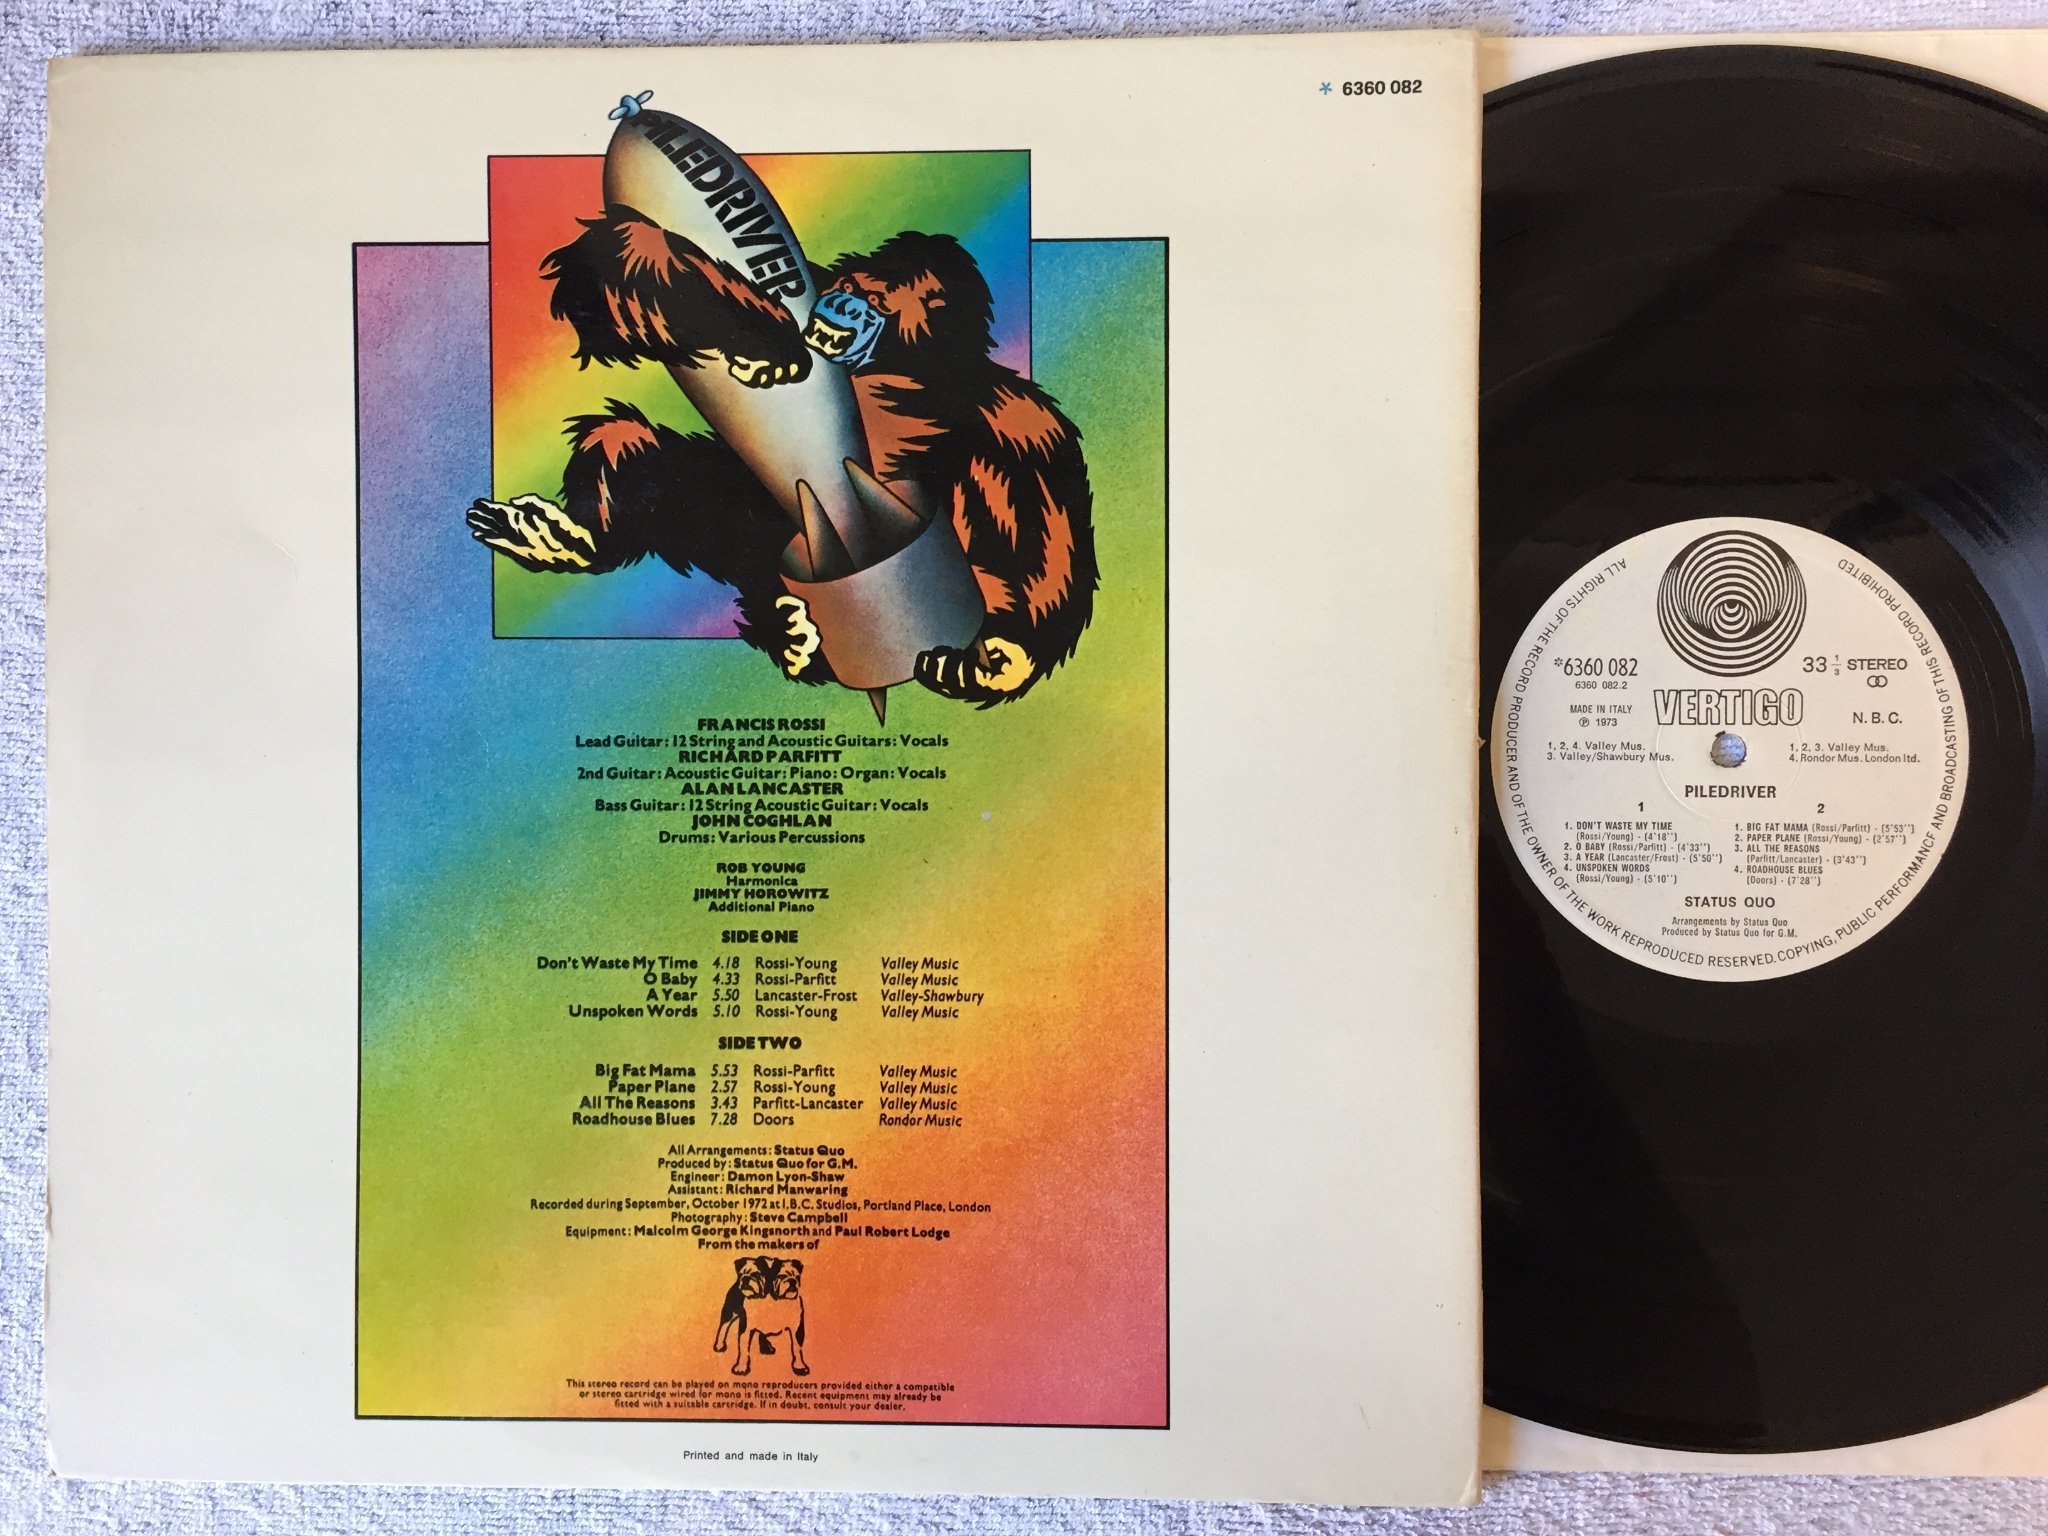 * 6360 082
PILEDRIVER
FRANCIS ROSSI
Lead Guitar: 12 String and Acoustic Guitars: Vocals
RICHARD PARFITT
2nd Guitar: Acoustic Guitar: Piano: Organ: Vocals
ALAN LANCASTER
Bass Guitar: 12 String Acoustic Guitar: Vocals
JOHN COGHLAN
Drums: Various Percussions
ROB YOUNG
Harmonica
JIMMY HOROWITZ
Additional Piano
SIDE ONE
Don't Waste My Time 4.18 Rossi-Young Valley Music
O Baby 4.33 Rossi-Parfitt Valley Music
A Year 5.50 Lancaster-Frost Valley-Shawbury
Unspoken Words 5.10 Rossi-Young Valley Music
SIDE TWO
Big Fat Mama 5.53 Rossi-Parfitt Valley Music
Paper Plane 2.57 Rossi-Young Valley Music
All The Reasons 3.43 Parfitt-Lancaster Valley Music
Roadhouse Blues 7.28 Doors Rondor Music
All Arrangements: Status Quo
Produced by: Status Quo for G.M.
Engineer: Damon Lyon-Shaw
Assistant: Richard Manwaring
Recorded during September, October 1972 at I.B.C. Studios, Portland Place, London
Photography: Steve Campbell
Equipment: Malcolm George Kingsnorth and Paul Robert Lodge
From the makers of
This stereo record can be played on mono reproducers provided either a compatible
or stereo cartridge wired for mono is fitted. Recent equipment may already be
fitted with a suitable cartridge. If in doubt, consult your dealer.
Printed and made in Italy
ALL RIGHTS OF THE RECORD PRODUCER AND OF THE OWNER OF THE WORK REPRODUCED RESERVED. COPYING, PUBLIC PERFORMANCE AND BROADCASTING OF THIS RECORD PROHIBITED
*6360 082
6360 082.2
33 1/3 STEREO
MADE IN ITALY
℗ 1973
VERTIGO
N.B.C.
1, 2, 4. Valley Mus.
3. Valley/Shawbury Mus.
1, 2, 3. Valley Mus.
4. Rondor Mus. London ltd.
PILEDRIVER
1
1. DON'T WASTE MY TIME
(Rossi/Young) - (4'18'')
2. O BABY (Rossi/Parfitt) - (4'33'')
3. A YEAR (Lancaster/Frost) - (5'50'')
4. UNSPOKEN WORDS
(Rossi/Young) - (5'10'')
2
1. BIG FAT MAMA (Rossi/Parfitt) - (5'53'')
2. PAPER PLANE (Rossi/Young) - (2'57'')
3. ALL THE REASONS
(Parfitt/Lancaster) - (3'43'')
4. ROADHOUSE BLUES
(Doors) - (7'28'')
STATUS QUO
Arrangements by Status Quo
Produced by Status Quo for G.M.